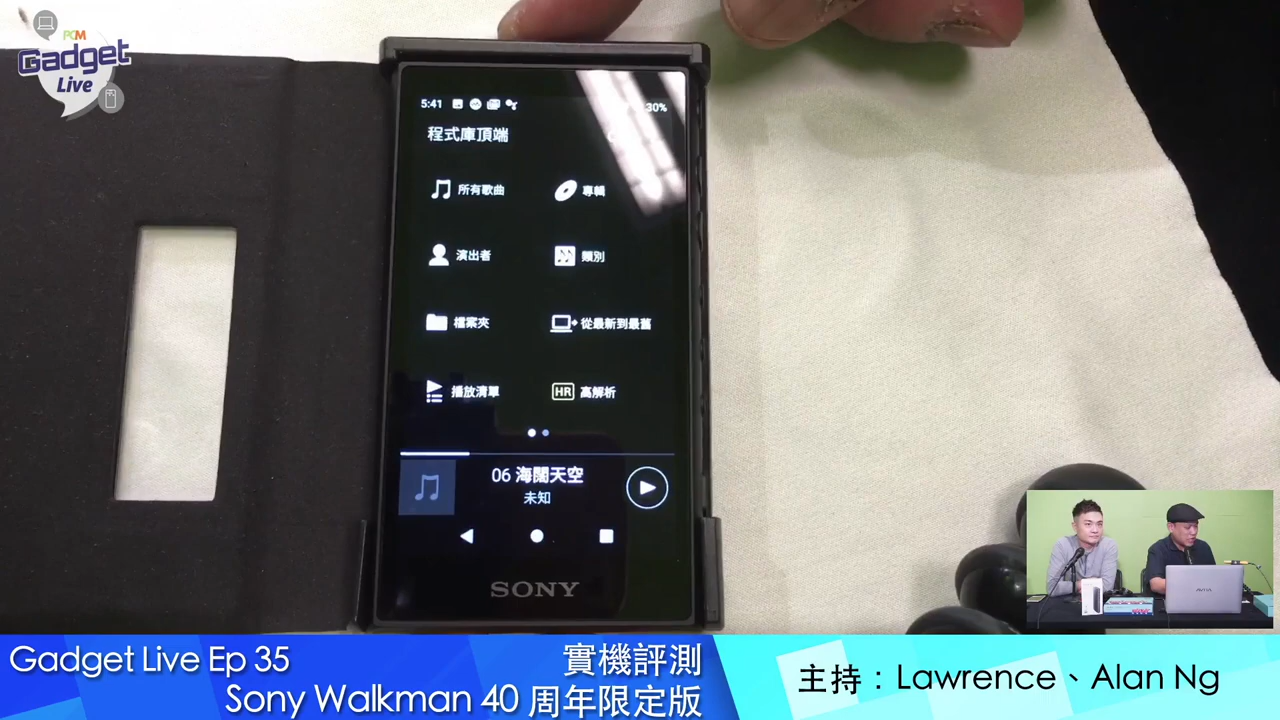 PCM
Gadget
Live
5:41
30%
程式庫頂端
所有歌曲
專輯
演出者
類別
檔案夾
從最新到最舊
播放清單
HR 高解析
06 海闊天空
未知
SONY
Gadget Live Ep 35
實機評測
Sony Walkman 40 周年限定版
主持：Lawrence、Alan Ng